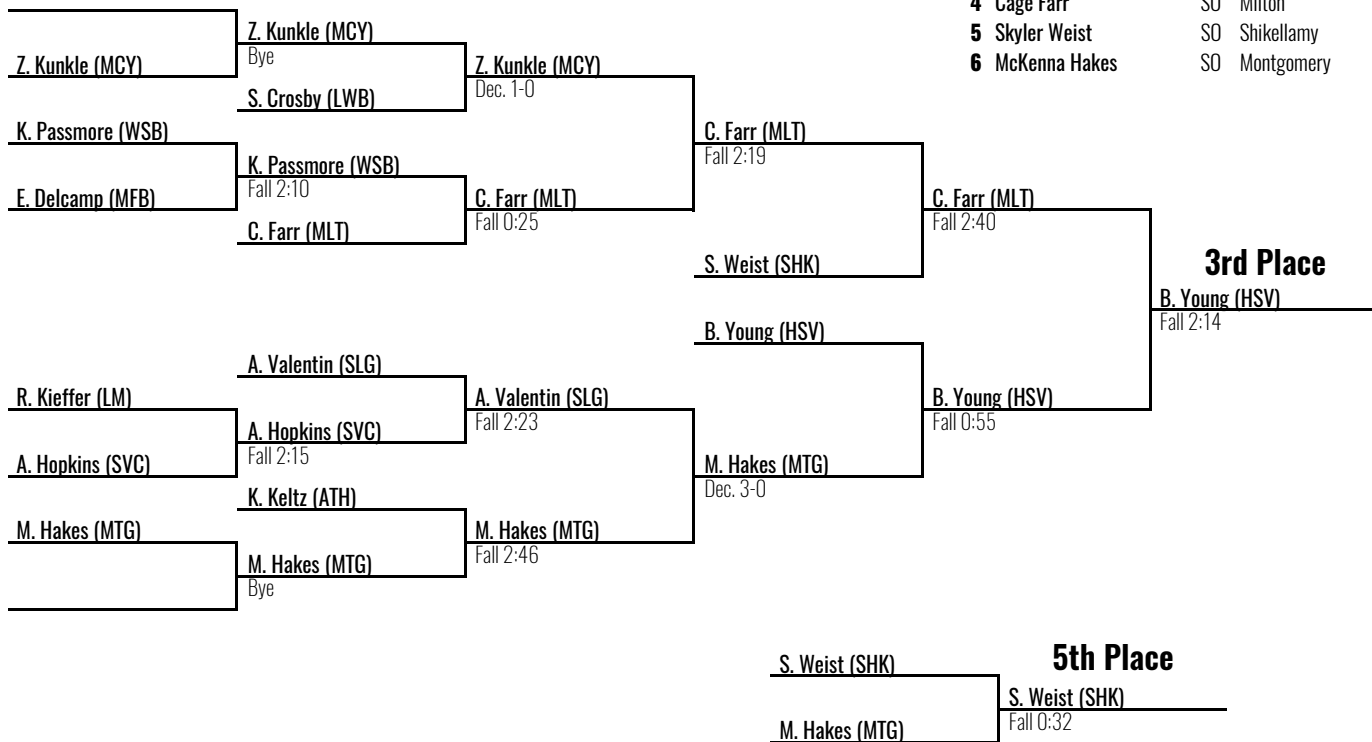 4 Cage Farr SO Milton
5 Skyler Weist SO Shikellamy
6 McKenna Hakes SO Montgomery
Z. Kunkle (MCY)
Bye
Z. Kunkle (MCY)
Z. Kunkle (MCY)
Dec. 1-0
S. Crosby (LWB)
K. Passmore (WSB)
C. Farr (MLT)
Fall 2:19
K. Passmore (WSB)
Fall 2:10
E. Delcamp (MFB)
C. Farr (MLT)
Fall 0:25
C. Farr (MLT)
Fall 2:40
C. Farr (MLT)
S. Weist (SHK)
3rd Place
B. Young (HSV)
Fall 2:14
B. Young (HSV)
A. Valentin (SLG)
R. Kieffer (LM)
A. Valentin (SLG)
Fall 2:23
B. Young (HSV)
Fall 0:55
A. Hopkins (SVC)
Fall 2:15
A. Hopkins (SVC)
M. Hakes (MTG)
Dec. 3-0
K. Keltz (ATH)
M. Hakes (MTG)
M. Hakes (MTG)
Fall 2:46
M. Hakes (MTG)
Bye
5th Place
S. Weist (SHK)
S. Weist (SHK)
Fall 0:32
M. Hakes (MTG)